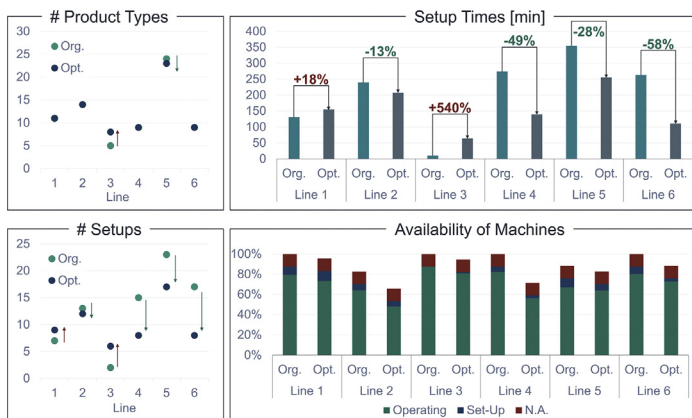 # Product Types
30
25
20
15
10
5
0
Org.
Opt.
1 2 3 4 5 6
Line
Setup Times [min]
400
350
300
250
200
150
100
50
0
+18%
-13%
+540%
-49%
-28%
-58%
Org. Opt. Org. Opt. Org. Opt. Org. Opt. Org. Opt. Org. Opt.
Line 1 Line 2 Line 3 Line 4 Line 5 Line 6
# Setups
25
20
15
10
5
0
Org.
Opt.
1 2 3 4 5 6
Line
Availability of Machines
100%
80%
60%
40%
20%
0%
Org. Opt. Org. Opt. Org. Opt. Org. Opt. Org. Opt. Org. Opt.
Line 1 Line 2 Line 3 Line 4 Line 5 Line 6
Operating Set-Up N.A.